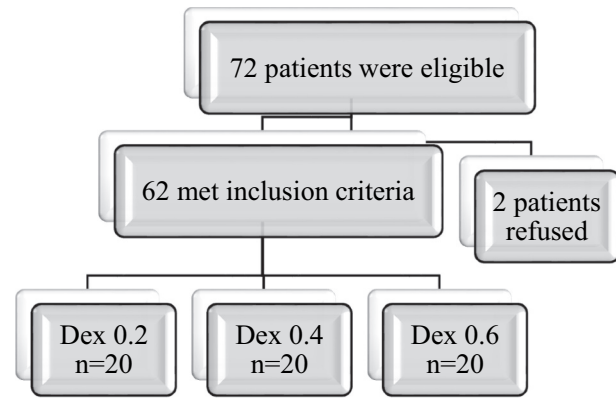 72 patients were eligible
62 met inclusion criteria
2 patients
refused
Dex 0.2
n=20
Dex 0.4
n=20
Dex 0.6
n=20